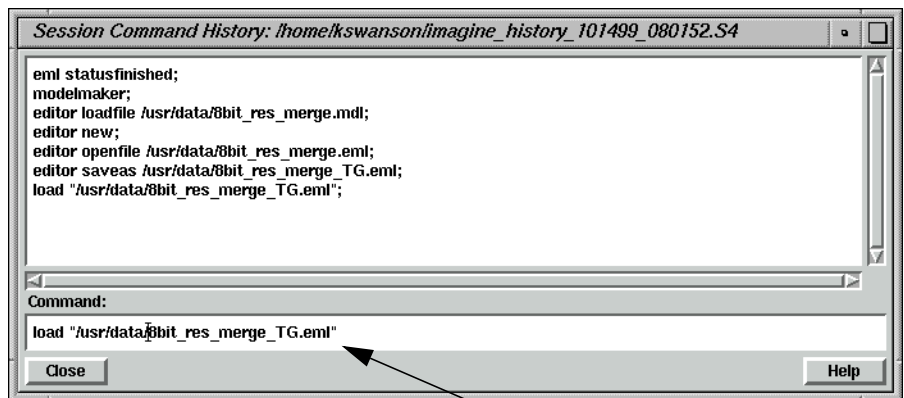 Session Command History: /home/kswanson/imagine_history_101499_080152.S4
eml statusfinished;
modelmaker;
editor loadfile /usr/data/8bit_res_merge.mdl;
editor new;
editor openfile /usr/data/8bit_res_merge.eml;
editor saveas /usr/data/8bit_res_merge_TG.eml;
load "/usr/data/8bit_res_merge_TG.eml";
Command:
load "/usr/data/8bit_res_merge_TG.eml"
Close
Help